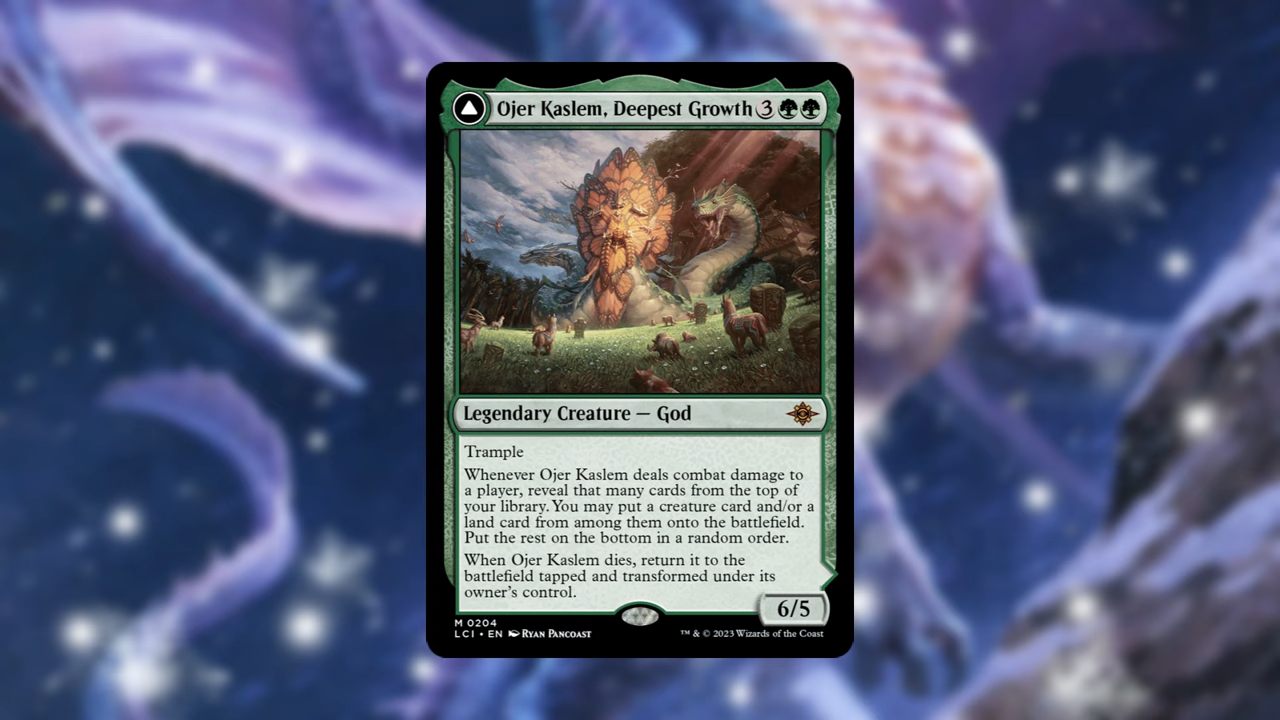 Ojer Kaslem, Deepest Growth 3
Legendary Creature — God
Trample
Whenever Ojer Kaslem deals combat damage to
a player, reveal that many cards from the top of
your library. You may put a creature card and/or a
land card from among them onto the battlefield.
Put the rest on the bottom in a random order.
When Ojer Kaslem dies, return it to the
battlefield tapped and transformed under its
owner's control.
6/5
M 0204
LCI • EN Ryan Pancoast
™ & © 2023 Wizards of the Coast